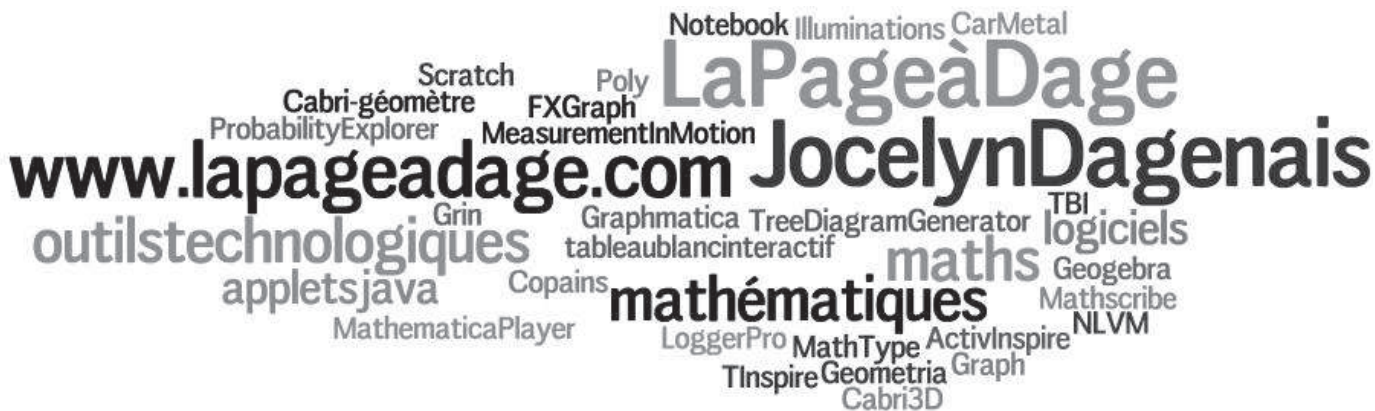 Notebook Illuminations CarMetal
Scratch Poly LaPageàDage
Cabri-géomètre FXGraph
ProbabilityExplorer MeasurementInMotion
www.lapageadage.com JocelynDagenais
Grin Graphmatica TreeDiagramGenerator TBI
outilstechnologiques tableaublancinteractif maths logiciels
appletsjava Copains mathématiques Geogebra
Mathscribe
MathematicaPlayer LoggerPro MathType ActivInspire NLVM
TInspire Geometria Graph
Cabri3D